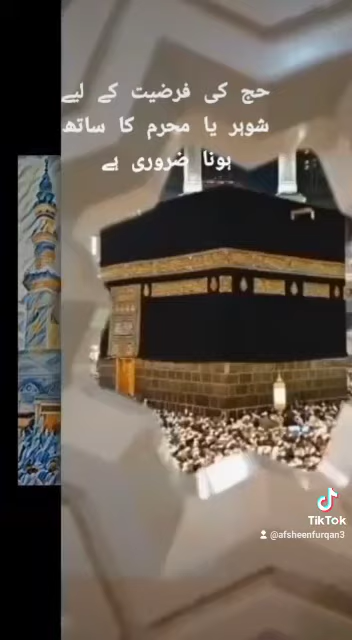 حج کی فرضیت کے لیے
شوہر یا محرم کا ساتھ
ہونا ضروری ہے
TikTok
@afsheenfurqan3